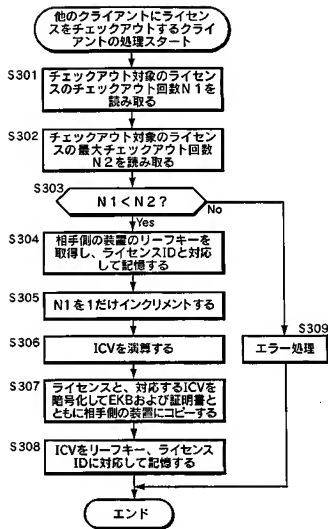 他のクライアントにライセン
スをチェックアウトするクライ
アントの処理スタート
S301
チェックアウト対象のライセンス
のチェックアウト回数N1を
読み取る
S302
チェックアウト対象のライセンス
の最大チェックアウト回数
N2を読み取る
S303
N1<N2?
No
Yes
S304
相手側の装置のリーフキーを
取得し、ライセンスIDと対応
して記憶する
S305
N1を1だけインクリメントする
S309
エラー処理
S306
ICVを演算する
S307
ライセンスと、対応するICVを
暗号化してEKBおよび証明書と
ともに相手側の装置にコピーする
S308
ICVをリーフキー、ライセンス
IDに対応して記憶する
エンド